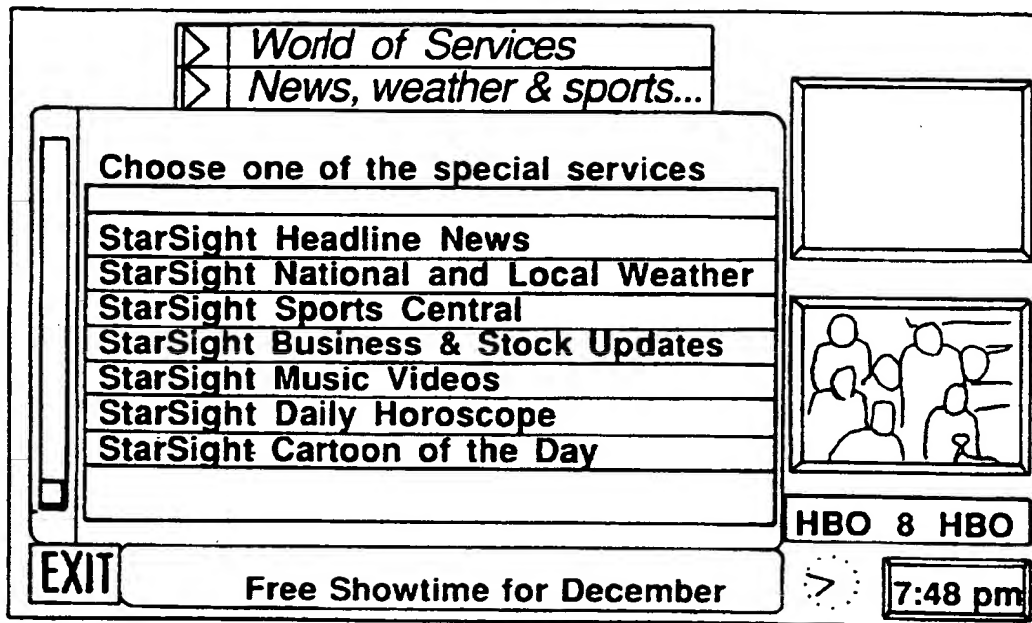 World of Services
News, weather & sports...
Choose one of the special services
StarSight Headline News
StarSight National and Local Weather
StarSight Sports Central
StarSight Business & Stock Updates
StarSight Music Videos
StarSight Daily Horoscope
StarSight Cartoon of the Day
HBO 8 HBO
EXIT
Free Showtime for December
7:48 pm